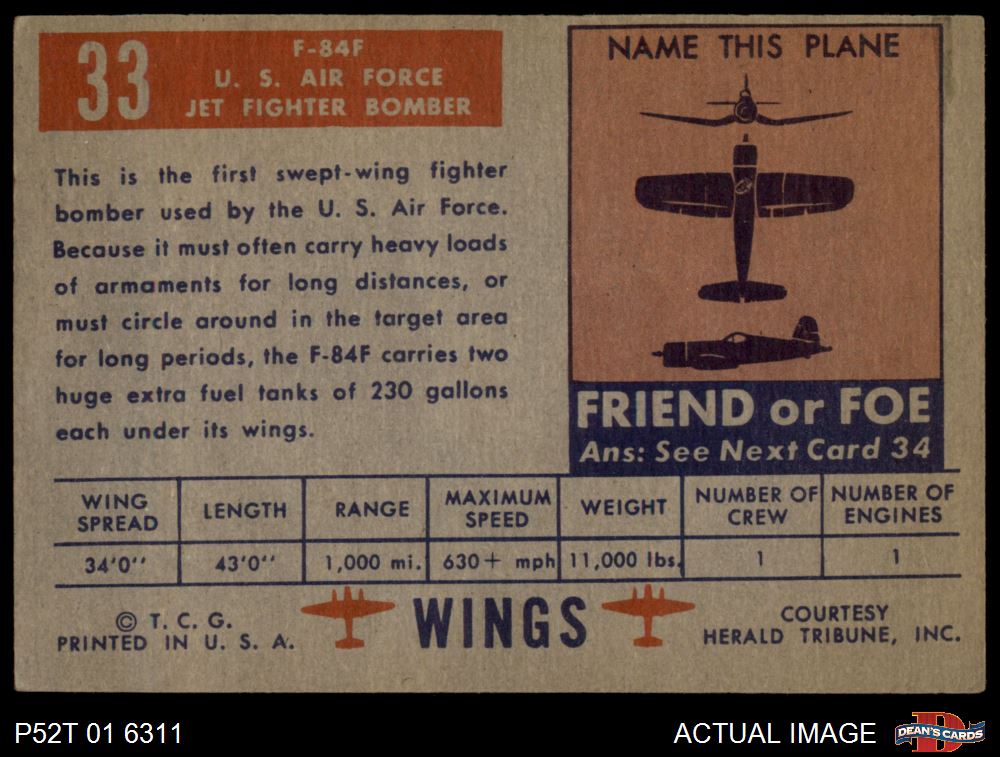 33
F-84F
U. S. AIR FORCE
JET FIGHTER BOMBER
This is the first swept-wing fighter
bomber used by the U. S. Air Force.
Because it must often carry heavy loads
of armaments for long distances, or
must circle around in the target area
for long periods, the F-84F carries two
huge extra fuel tanks of 230 gallons
each under its wings.
NAME THIS PLANE
FRIEND or FOE
Ans: See Next Card 34
WING SPREAD LENGTH RANGE MAXIMUM SPEED WEIGHT NUMBER OF CREW NUMBER OF ENGINES
34'0'' 43'0'' 1,000 mi. 630+ mph 11,000 lbs. 1 1
© T. C. G.
PRINTED IN U. S. A.
WINGS
COURTESY
HERALD TRIBUNE, INC.
P52T 01 6311
ACTUAL IMAGE
D
DEAN'S CARDS